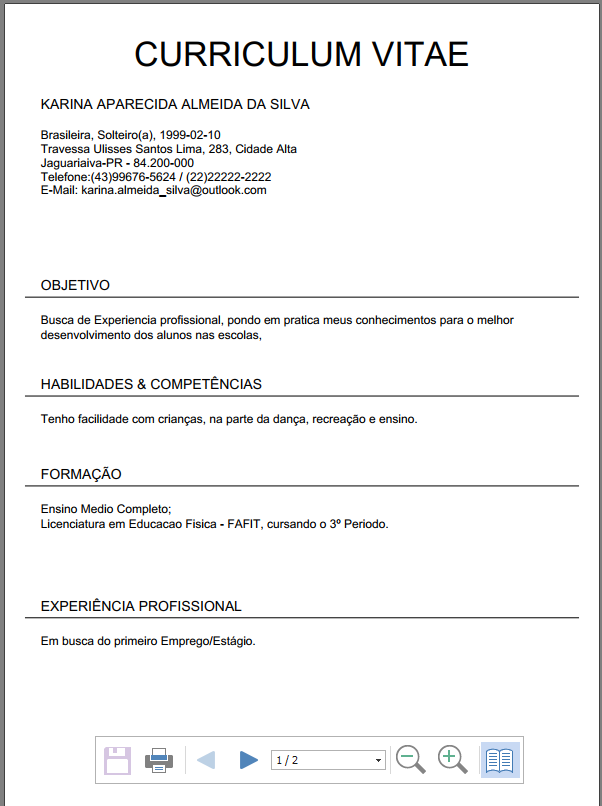 CURRICULUM VITAE
KARINA APARECIDA ALMEIDA DA SILVA
Brasileira, Solteiro(a), 1999-02-10
Travessa Ulisses Santos Lima, 283, Cidade Alta
Jaguariaiva-PR - 84.200-000
Telefone:(43)99676-5624 / (22)22222-2222
E-Mail: karina.almeida_silva@outlook.com
OBJETIVO
Busca de Experiencia profissional, pondo em pratica meus conhecimentos para o melhor
desenvolvimento dos alunos nas escolas,
HABILIDADES & COMPETÊNCIAS
Tenho facilidade com crianças, na parte da dança, recreação e ensino.
FORMAÇÃO
Ensino Medio Completo;
Licenciatura em Educacao Fisica - FAFIT, cursando o 3º Periodo.
EXPERIÊNCIA PROFISSIONAL
Em busca do primeiro Emprego/Estágio.
1 / 2